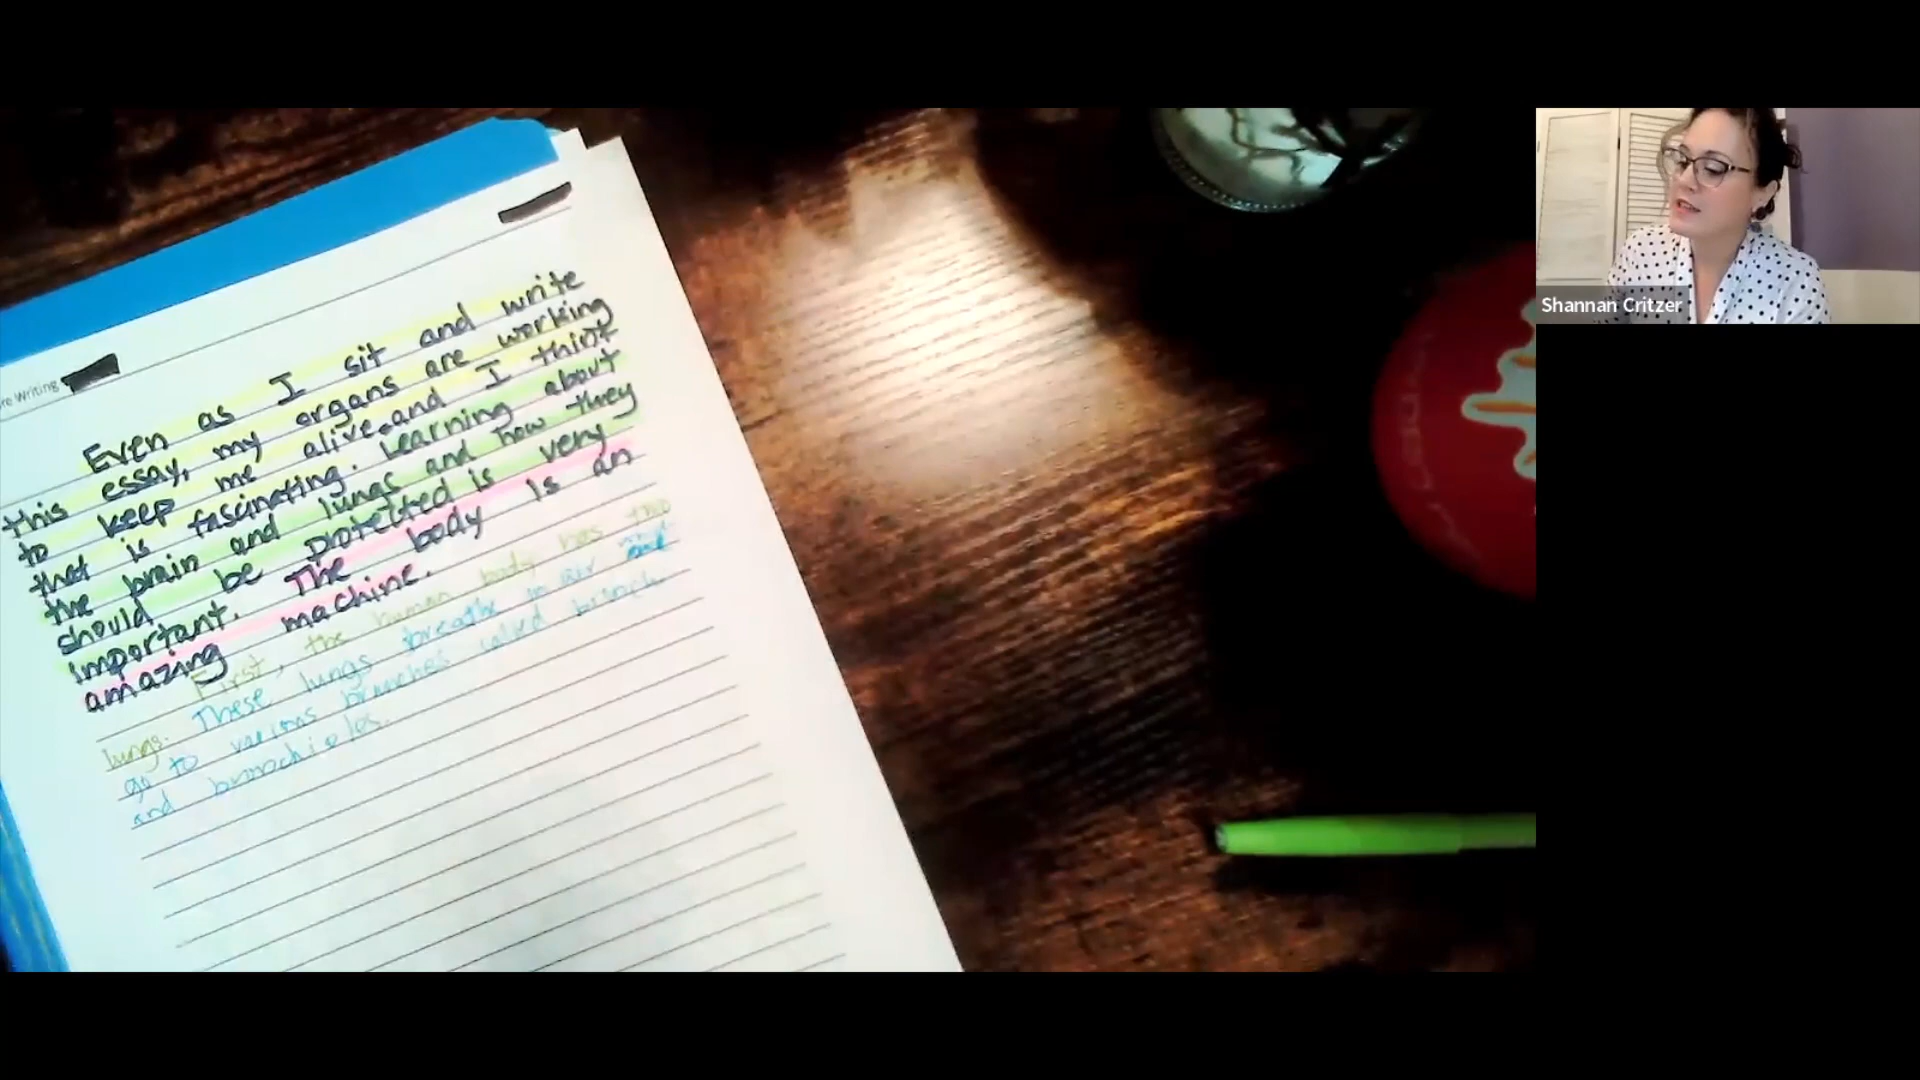 re Writing
Even as I sit and write
this essay, my organs are working
to keep me alive and I think
that is fascinating. Learning about
the brain and lungs and how they
should be protected is very
important. The body is an
amazing machine.
First, the human body has two
lungs. These lungs breathe in air
go to various branches called bronchi
and bronchioles.
Shannan Critzer